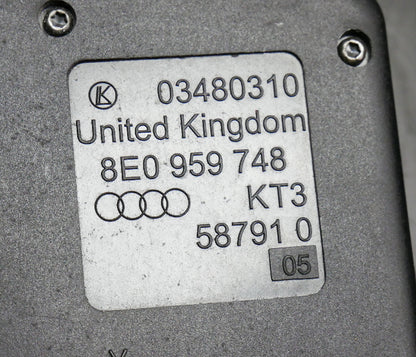 K 03480310
United Kingdom
8E0 959 748
KT3
58791 0
05